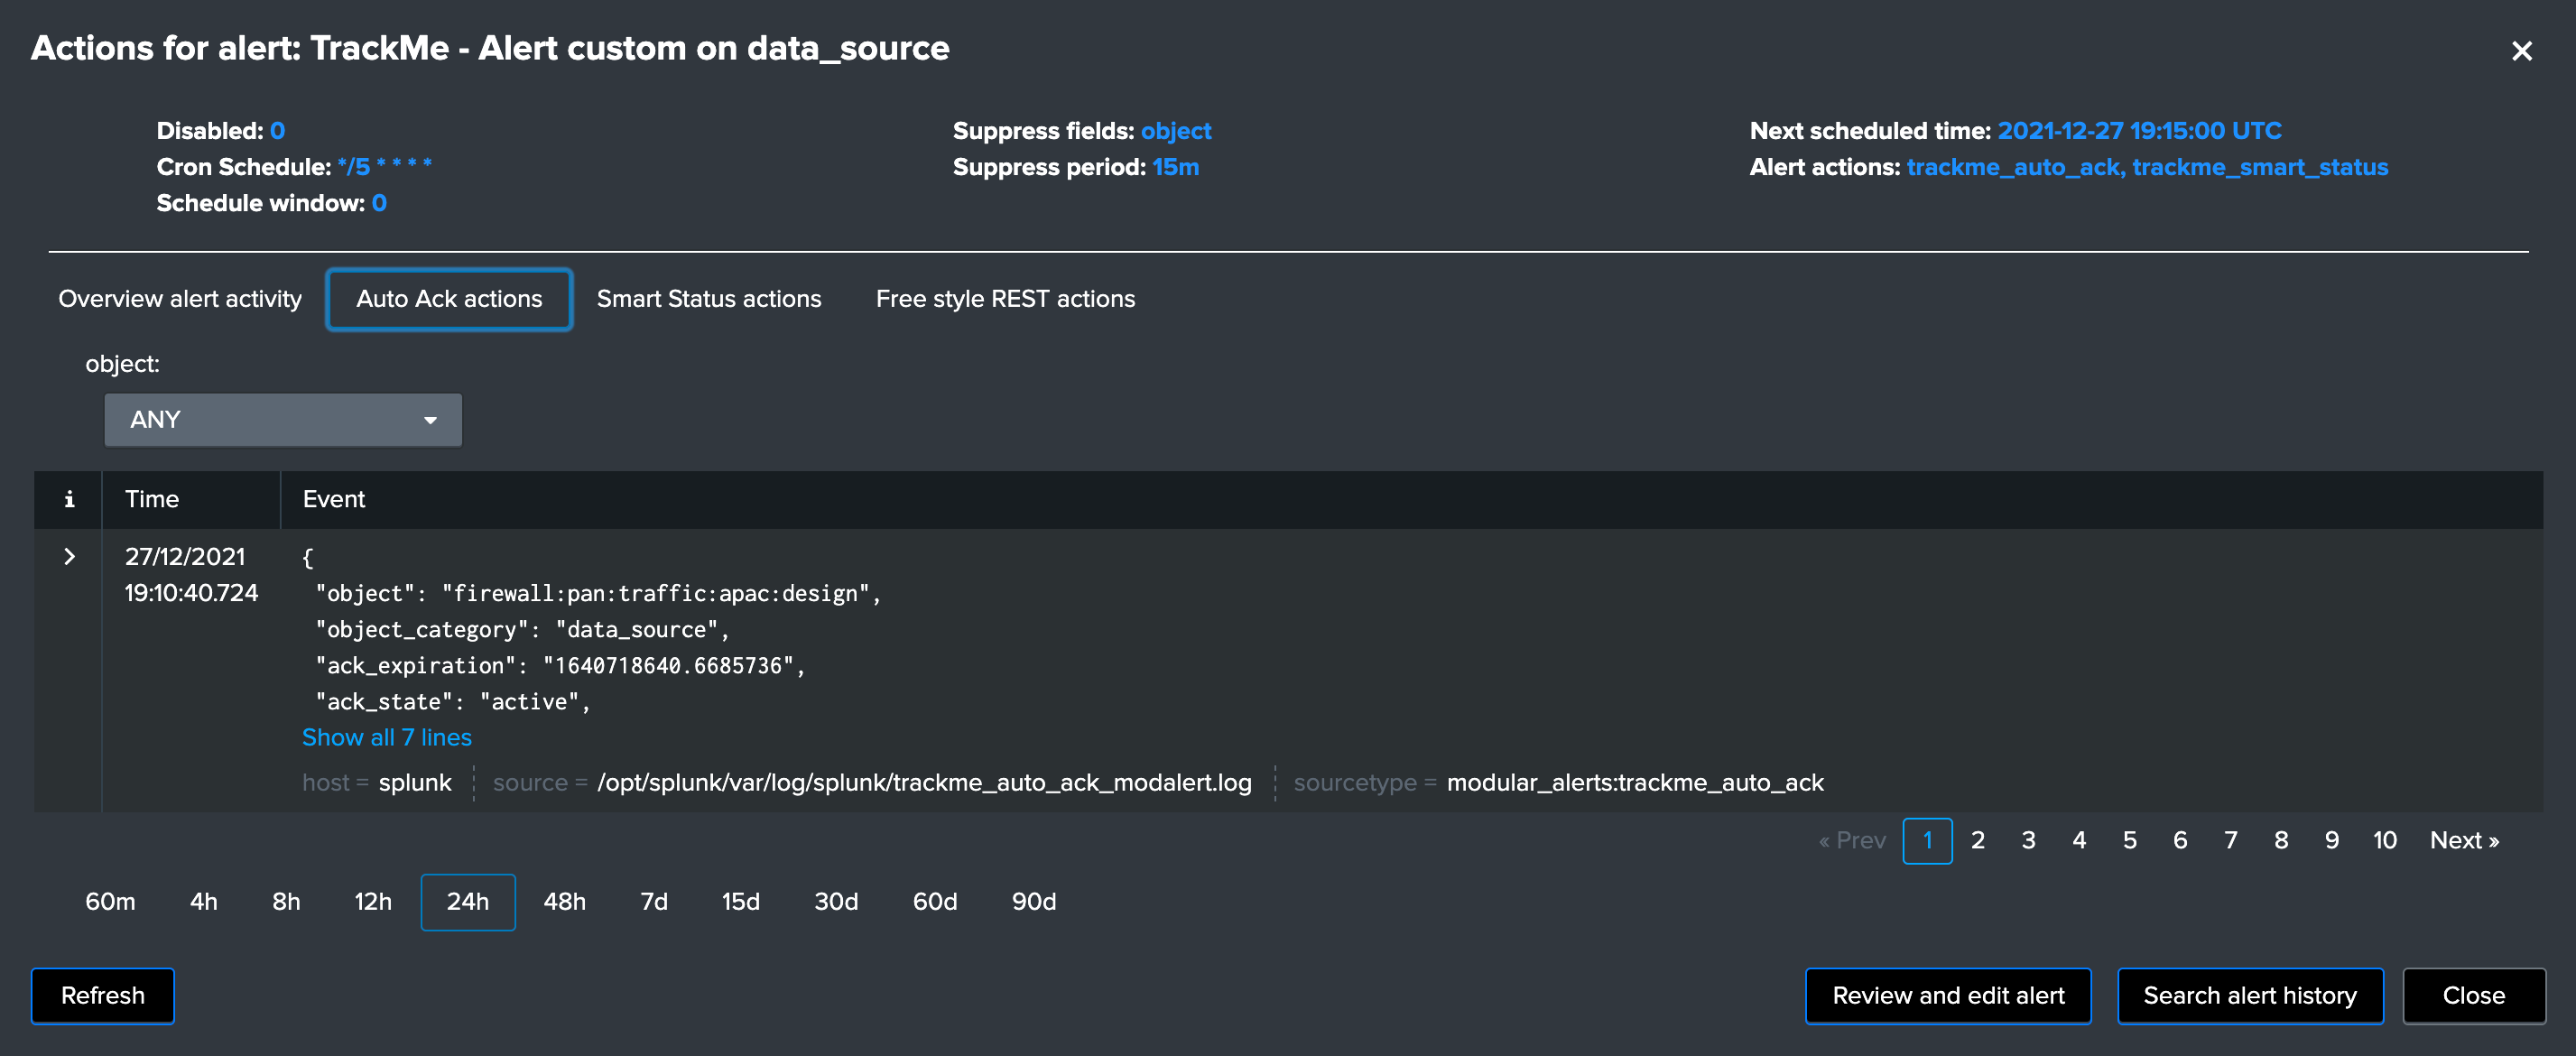 Actions for alert: TrackMe - Alert custom on data_source
Disabled: 0
Cron Schedule: */5 * * * *
Schedule window: 0
Suppress fields: object
Suppress period: 15m
Next scheduled time: 2021-12-27 19:15:00 UTC
Alert actions: trackme_auto_ack, trackme_smart_status
Overview alert activity Auto Ack actions Smart Status actions Free style REST actions
object:
ANY
i Time Event
27/12/2021
19:10:40.724
{
"object": "firewall:pan:traffic:apac:design",
"object_category": "data_source",
"ack_expiration": "1640718640.6685736",
"ack_state": "active",
Show all 7 lines
host = splunk source = /opt/splunk/var/log/splunk/trackme_auto_ack_modalert.log sourcetype = modular_alerts:trackme_auto_ack
« Prev 1 2 3 4 5 6 7 8 9 10 Next »
60m 4h 8h 12h 24h 48h 7d 15d 30d 60d 90d
Refresh Review and edit alert Search alert history Close